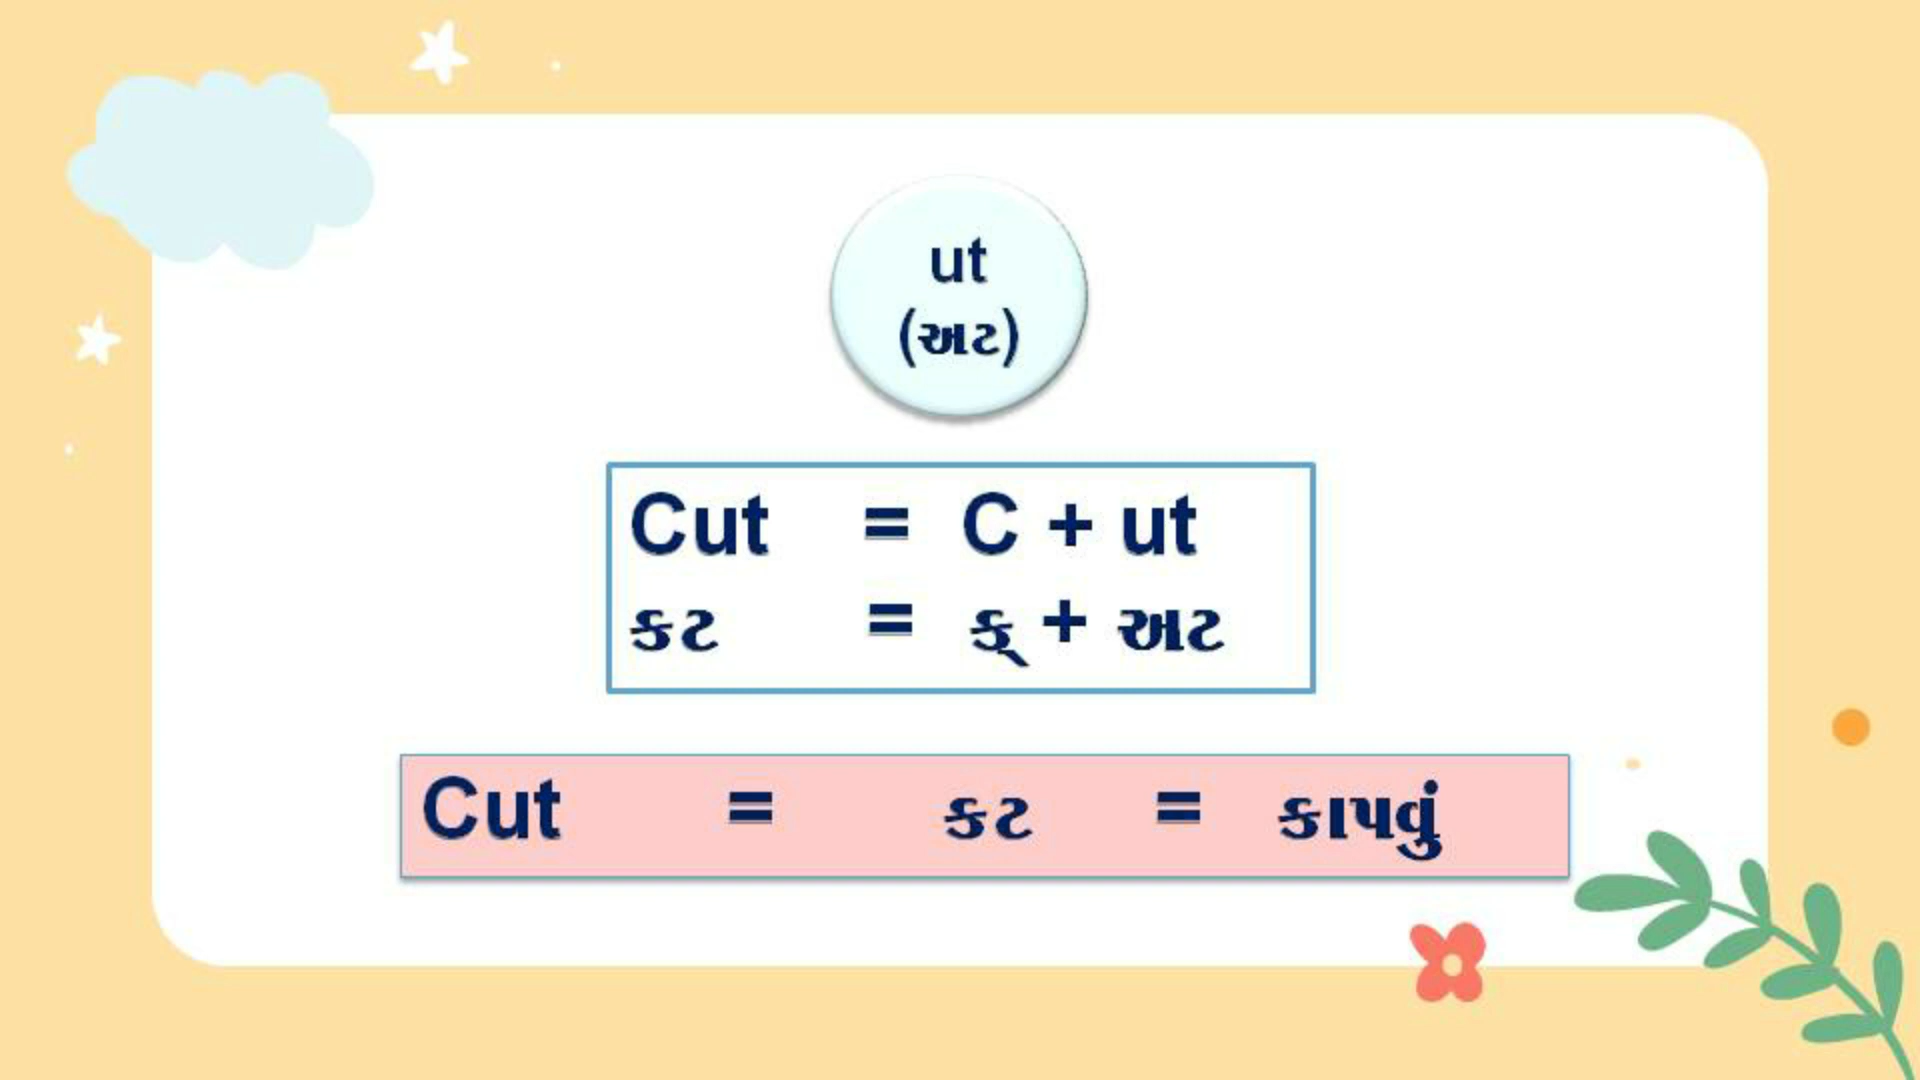 ut
(અટ)
Cut = C + ut
કટ = ક્ + અટ
Cut = કટ = કાપવું